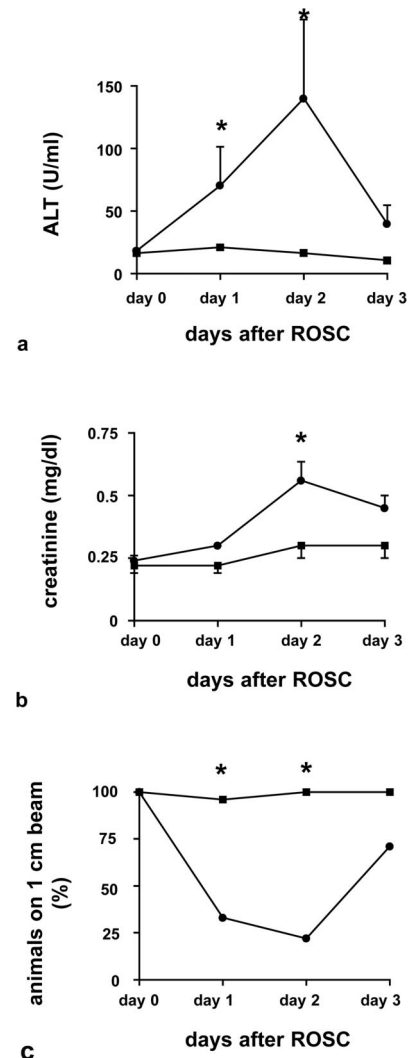 *
*
150
100
50
0
ALT (U/ml)
day 0 day 1 day 2 day 3
days after ROSC
a
*
0.75
0.5
0.25
0
creatinine (mg/dl)
day 0 day 1 day 2 day 3
days after ROSC
b
* *
100
75
50
25
0
animals on 1 cm beam
(%)
day 0 day 1 day 2 day 3
days after ROSC
c